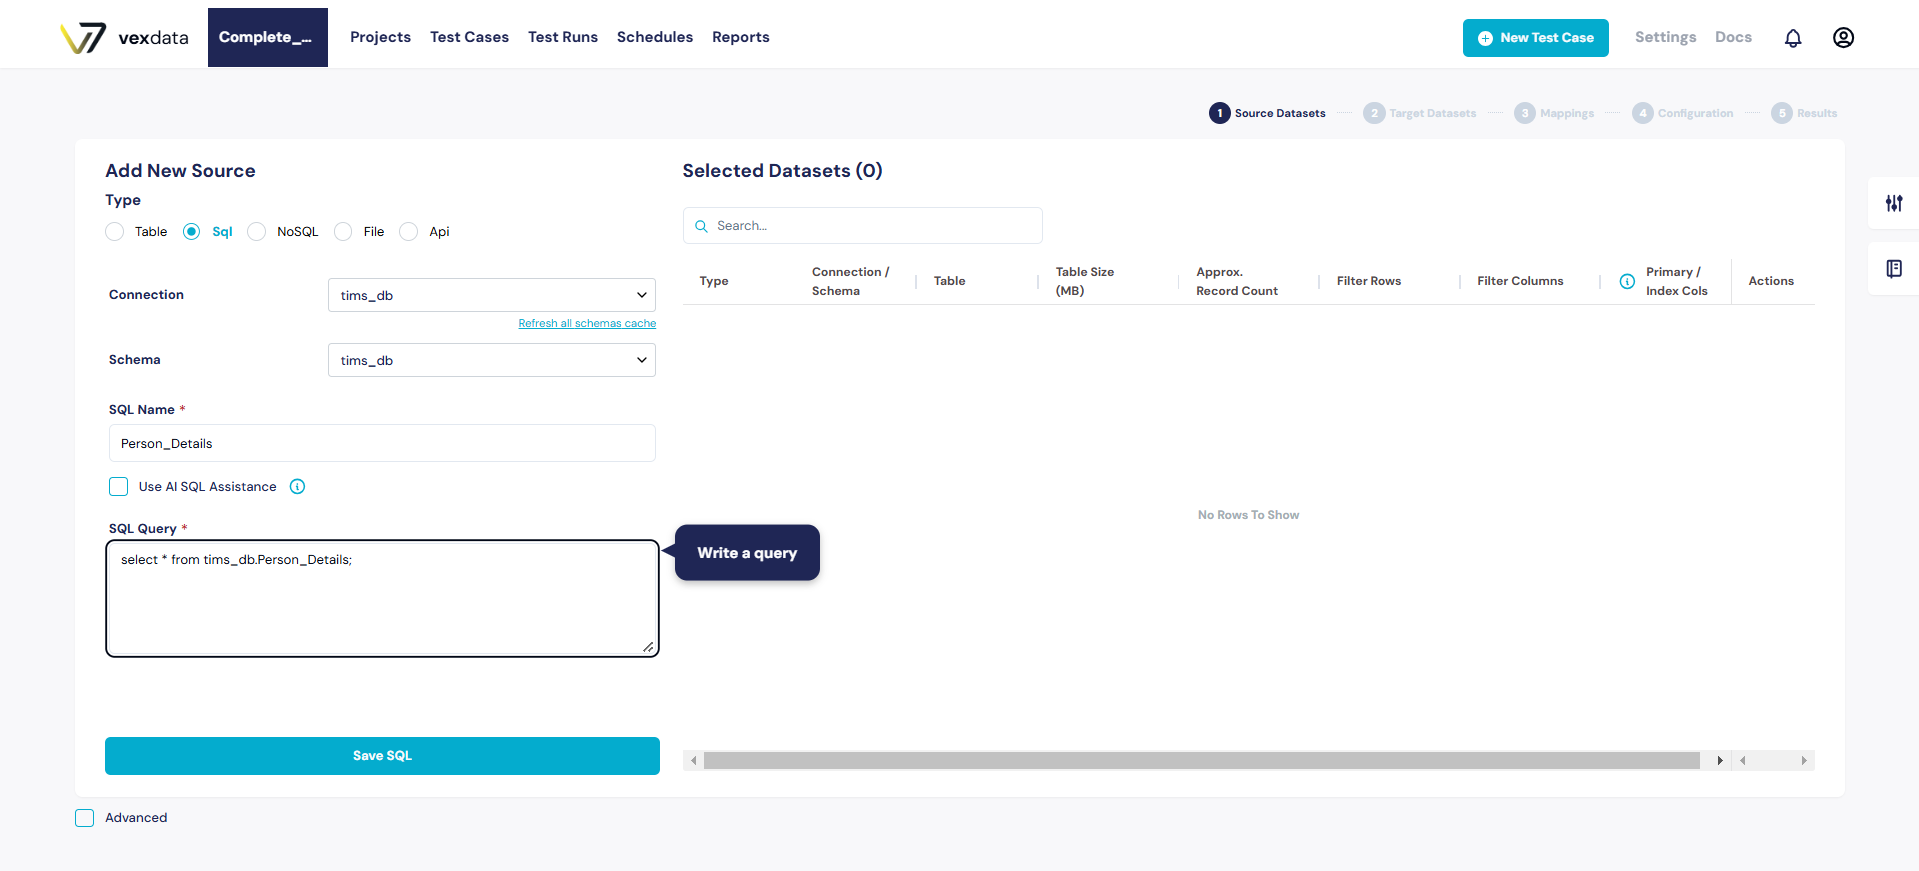 vexdata
Complete_...
Projects
Test Cases
Test Runs
Schedules
Reports
New Test Case
Settings
Docs
1 Source Datasets
2 Target Datasets
3 Mappings
4 Configuration
5 Results
Add New Source
Type
Table
Sql
NoSQL
File
Api
Connection
tims_db
Refresh all schemas cache
Schema
tims_db
SQL Name *
Person_Details
Use AI SQL Assistance
SQL Query *
select * from tims_db.Person_Details;
Write a query
Save SQL
Advanced
Selected Datasets (0)
Search...
Type
Connection /
Schema
Table
Table Size
(MB)
Approx.
Record Count
Filter Rows
Filter Columns
Primary /
Index Cols
Actions
No Rows To Show